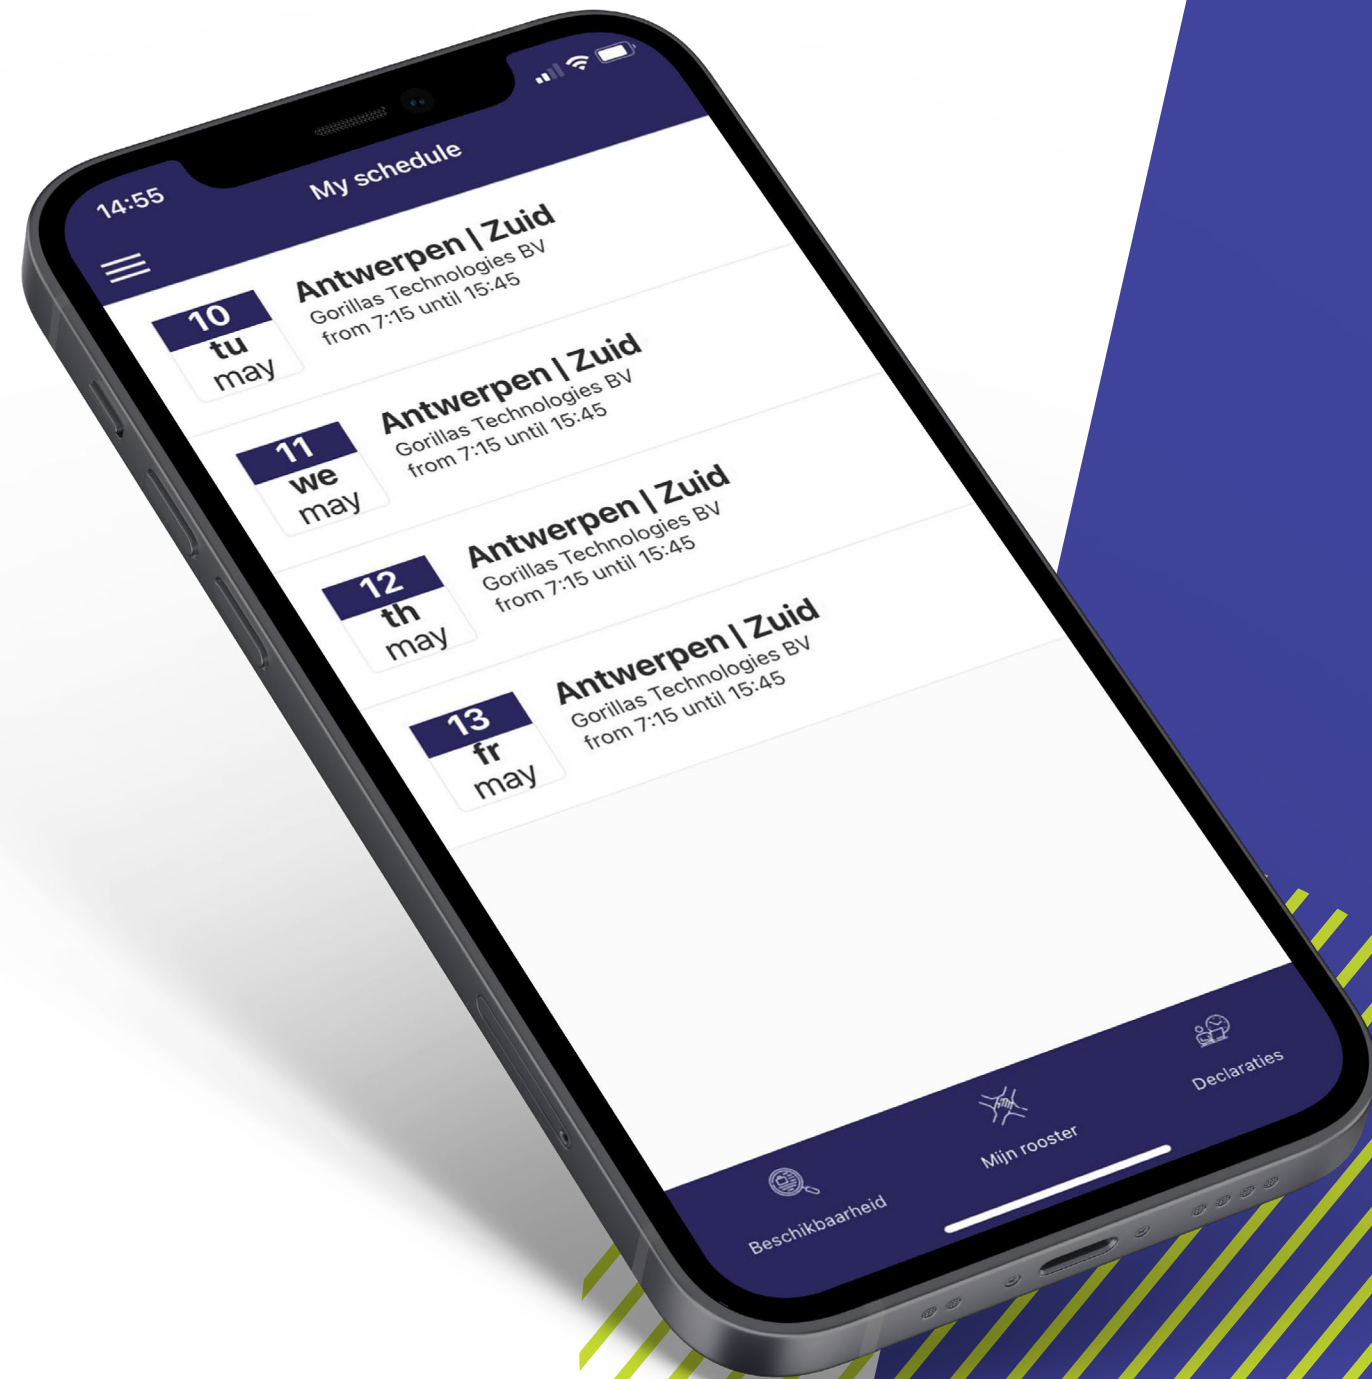 14:55
My schedule
10
tu
may
Antwerpen | Zuid
Gorillas Technologies BV
from 7:15 until 15:45
11
we
may
Antwerpen | Zuid
Gorillas Technologies BV
from 7:15 until 15:45
12
th
may
Antwerpen | Zuid
Gorillas Technologies BV
from 7:15 until 15:45
13
fr
may
Antwerpen | Zuid
Gorillas Technologies BV
from 7:15 until 15:45
Beschikbaarheid
Mijn rooster
Declaraties